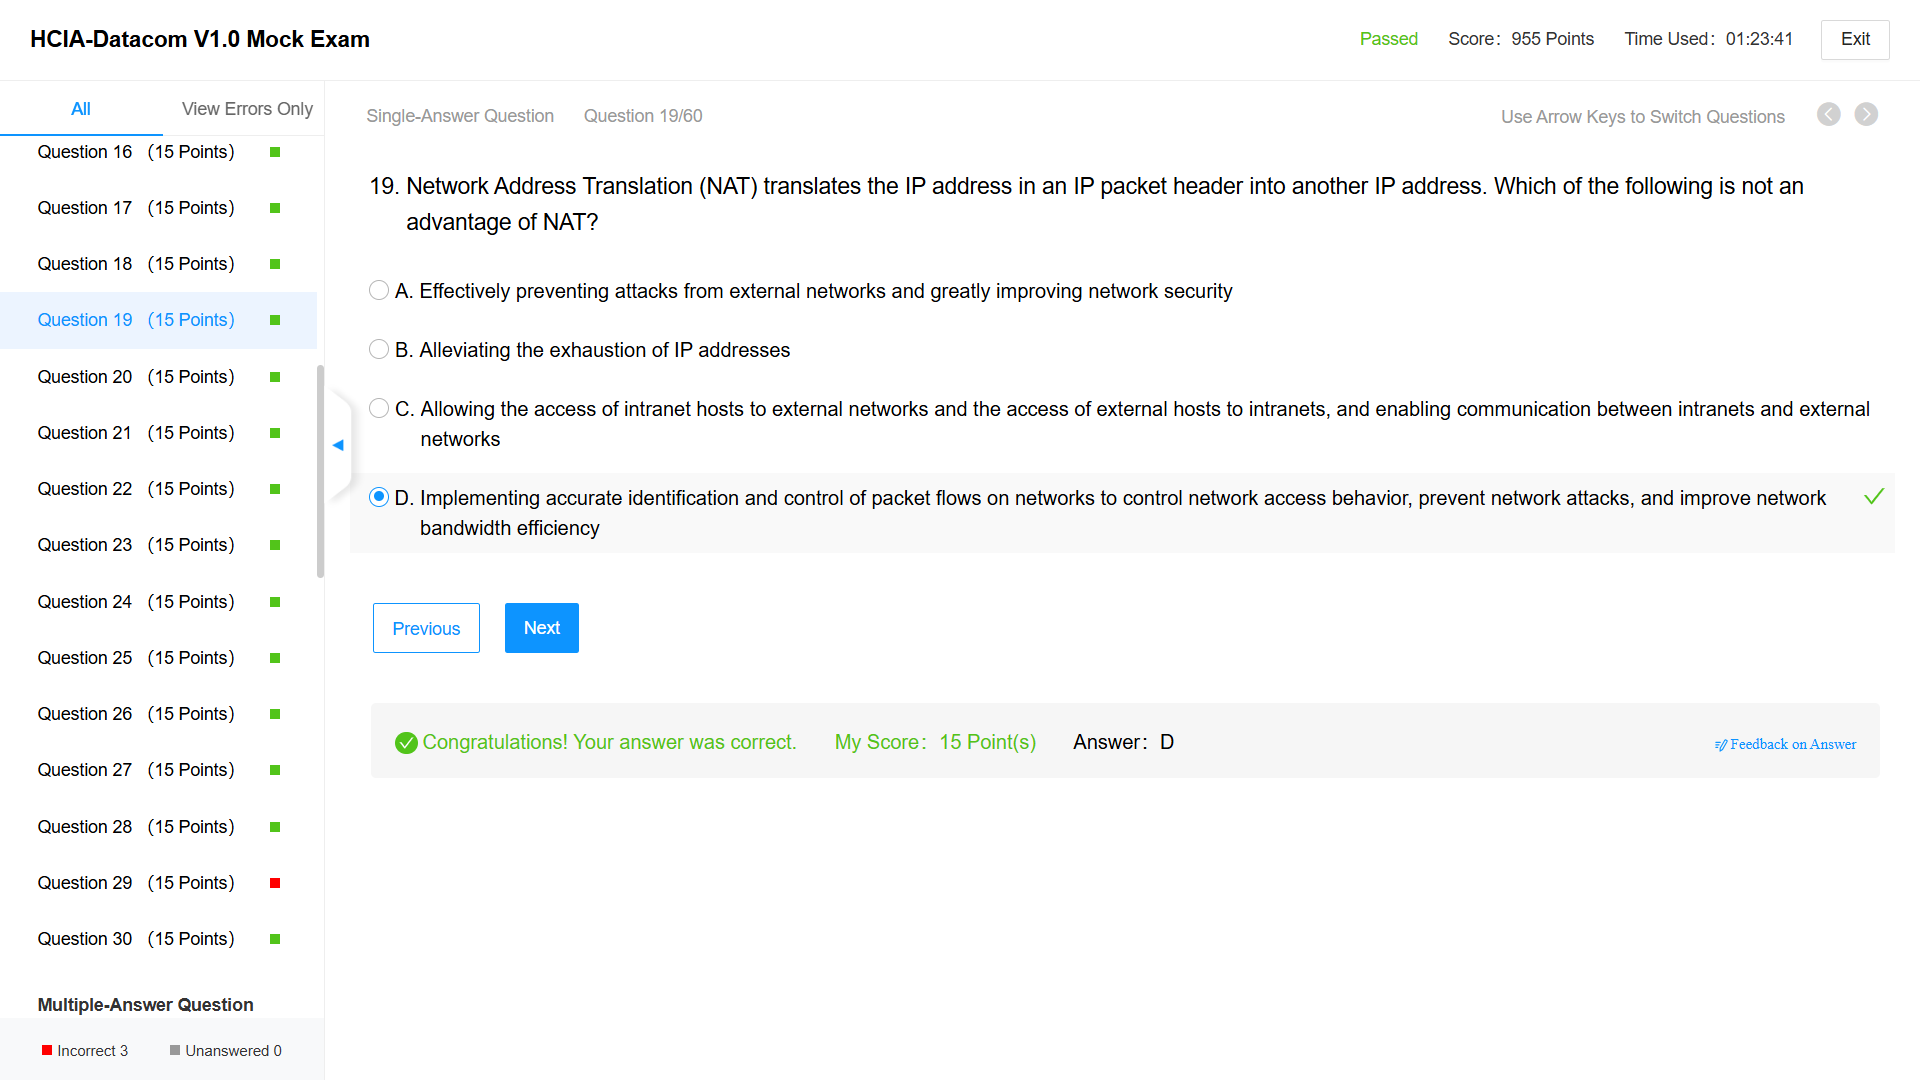 HCIA-Datacom V1.0 Mock Exam
Passed
Score：955 Points
Time Used：01:23:41
Exit
All
View Errors Only
Question 16 （15 Points）
Question 17 （15 Points）
Question 18 （15 Points）
Question 19 （15 Points）
Question 20 （15 Points）
Question 21 （15 Points）
Question 22 （15 Points）
Question 23 （15 Points）
Question 24 （15 Points）
Question 25 （15 Points）
Question 26 （15 Points）
Question 27 （15 Points）
Question 28 （15 Points）
Question 29 （15 Points）
Question 30 （15 Points）
Multiple-Answer Question
Incorrect 3
Unanswered 0
Single-Answer Question
Question 19/60
Use Arrow Keys to Switch Questions
19. Network Address Translation (NAT) translates the IP address in an IP packet header into another IP address. Which of the following is not an
advantage of NAT?
A. Effectively preventing attacks from external networks and greatly improving network security
B. Alleviating the exhaustion of IP addresses
C. Allowing the access of intranet hosts to external networks and the access of external hosts to intranets, and enabling communication between intranets and external
networks
D. Implementing accurate identification and control of packet flows on networks to control network access behavior, prevent network attacks, and improve network
bandwidth efficiency
Previous
Next
Congratulations! Your answer was correct.
My Score：15 Point(s)
Answer：D
Feedback on Answer